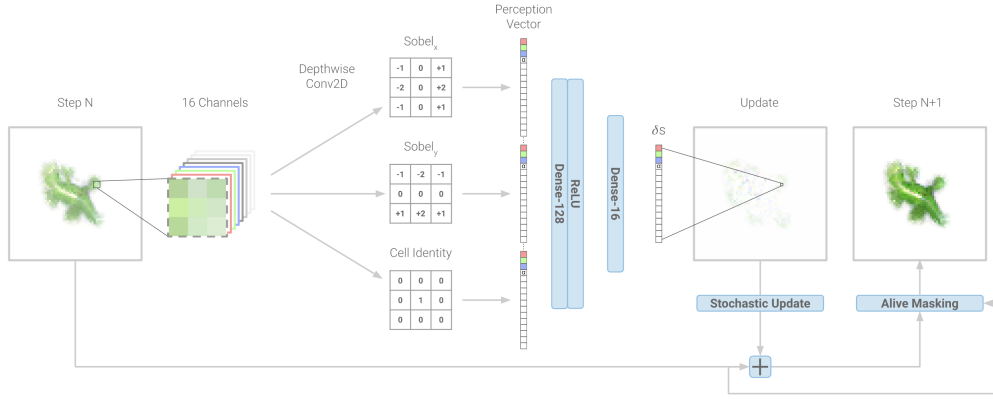 Perception
Vector
Sobelx
Depthwise
Conv2D
Step N
16 Channels
Update
Step N+1
-1 0 +1
-2 0 +2
-1 0 +1
δs
α
Sobely
-1 -2 -1
0 0 0
+1 +2 +1
α
α
Dense-128
ReLU
Dense-16
Cell Identity
α
0 0 0
0 1 0
0 0 0
Stochastic Update
Alive Masking
+